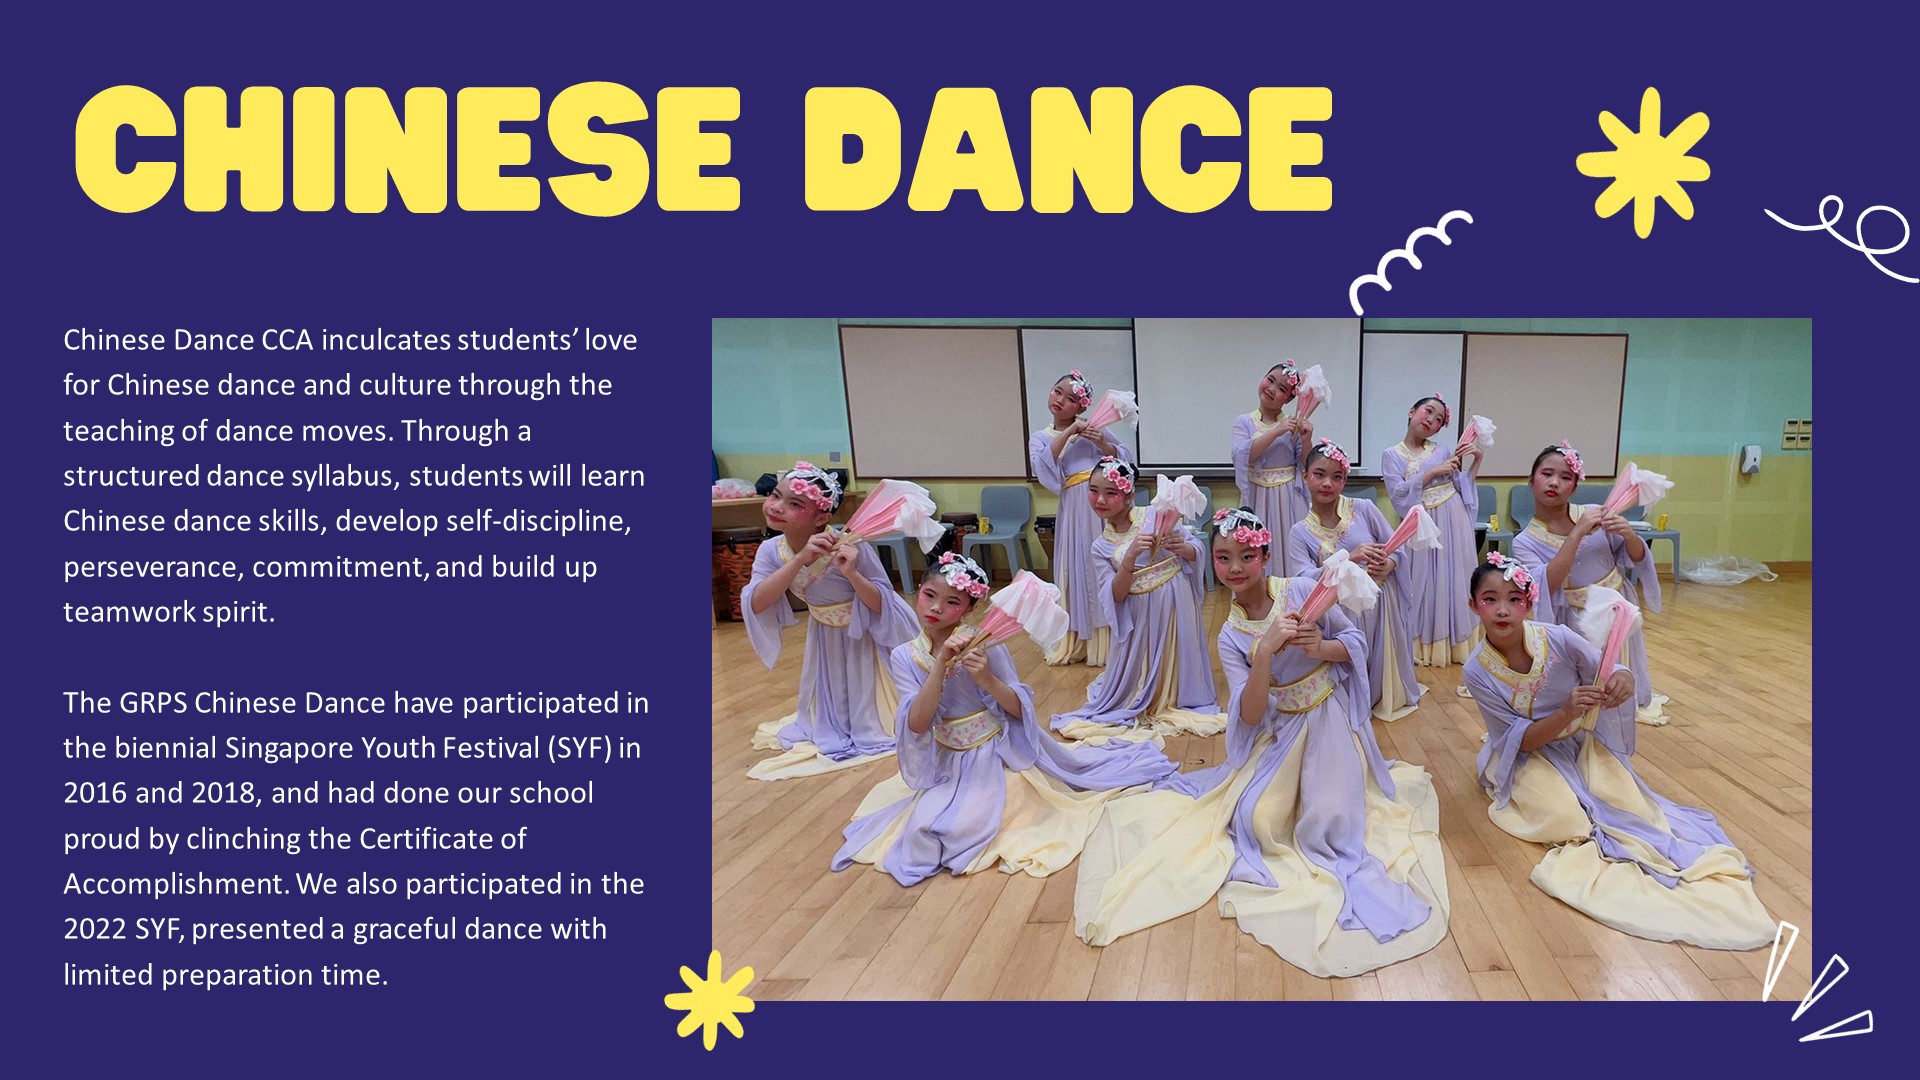 CHINESE DANCE
Chinese Dance CCA inculcates students’ love
for Chinese dance and culture through the
teaching of dance moves. Through a
structured dance syllabus, students will learn
Chinese dance skills, develop self-discipline,
perseverance, commitment, and build up
teamwork spirit.
The GRPS Chinese Dance have participated in
the biennial Singapore Youth Festival (SYF) in
2016 and 2018, and had done our school
proud by clinching the Certificate of
Accomplishment. We also participated in the
2022 SYF, presented a graceful dance with
limited preparation time.